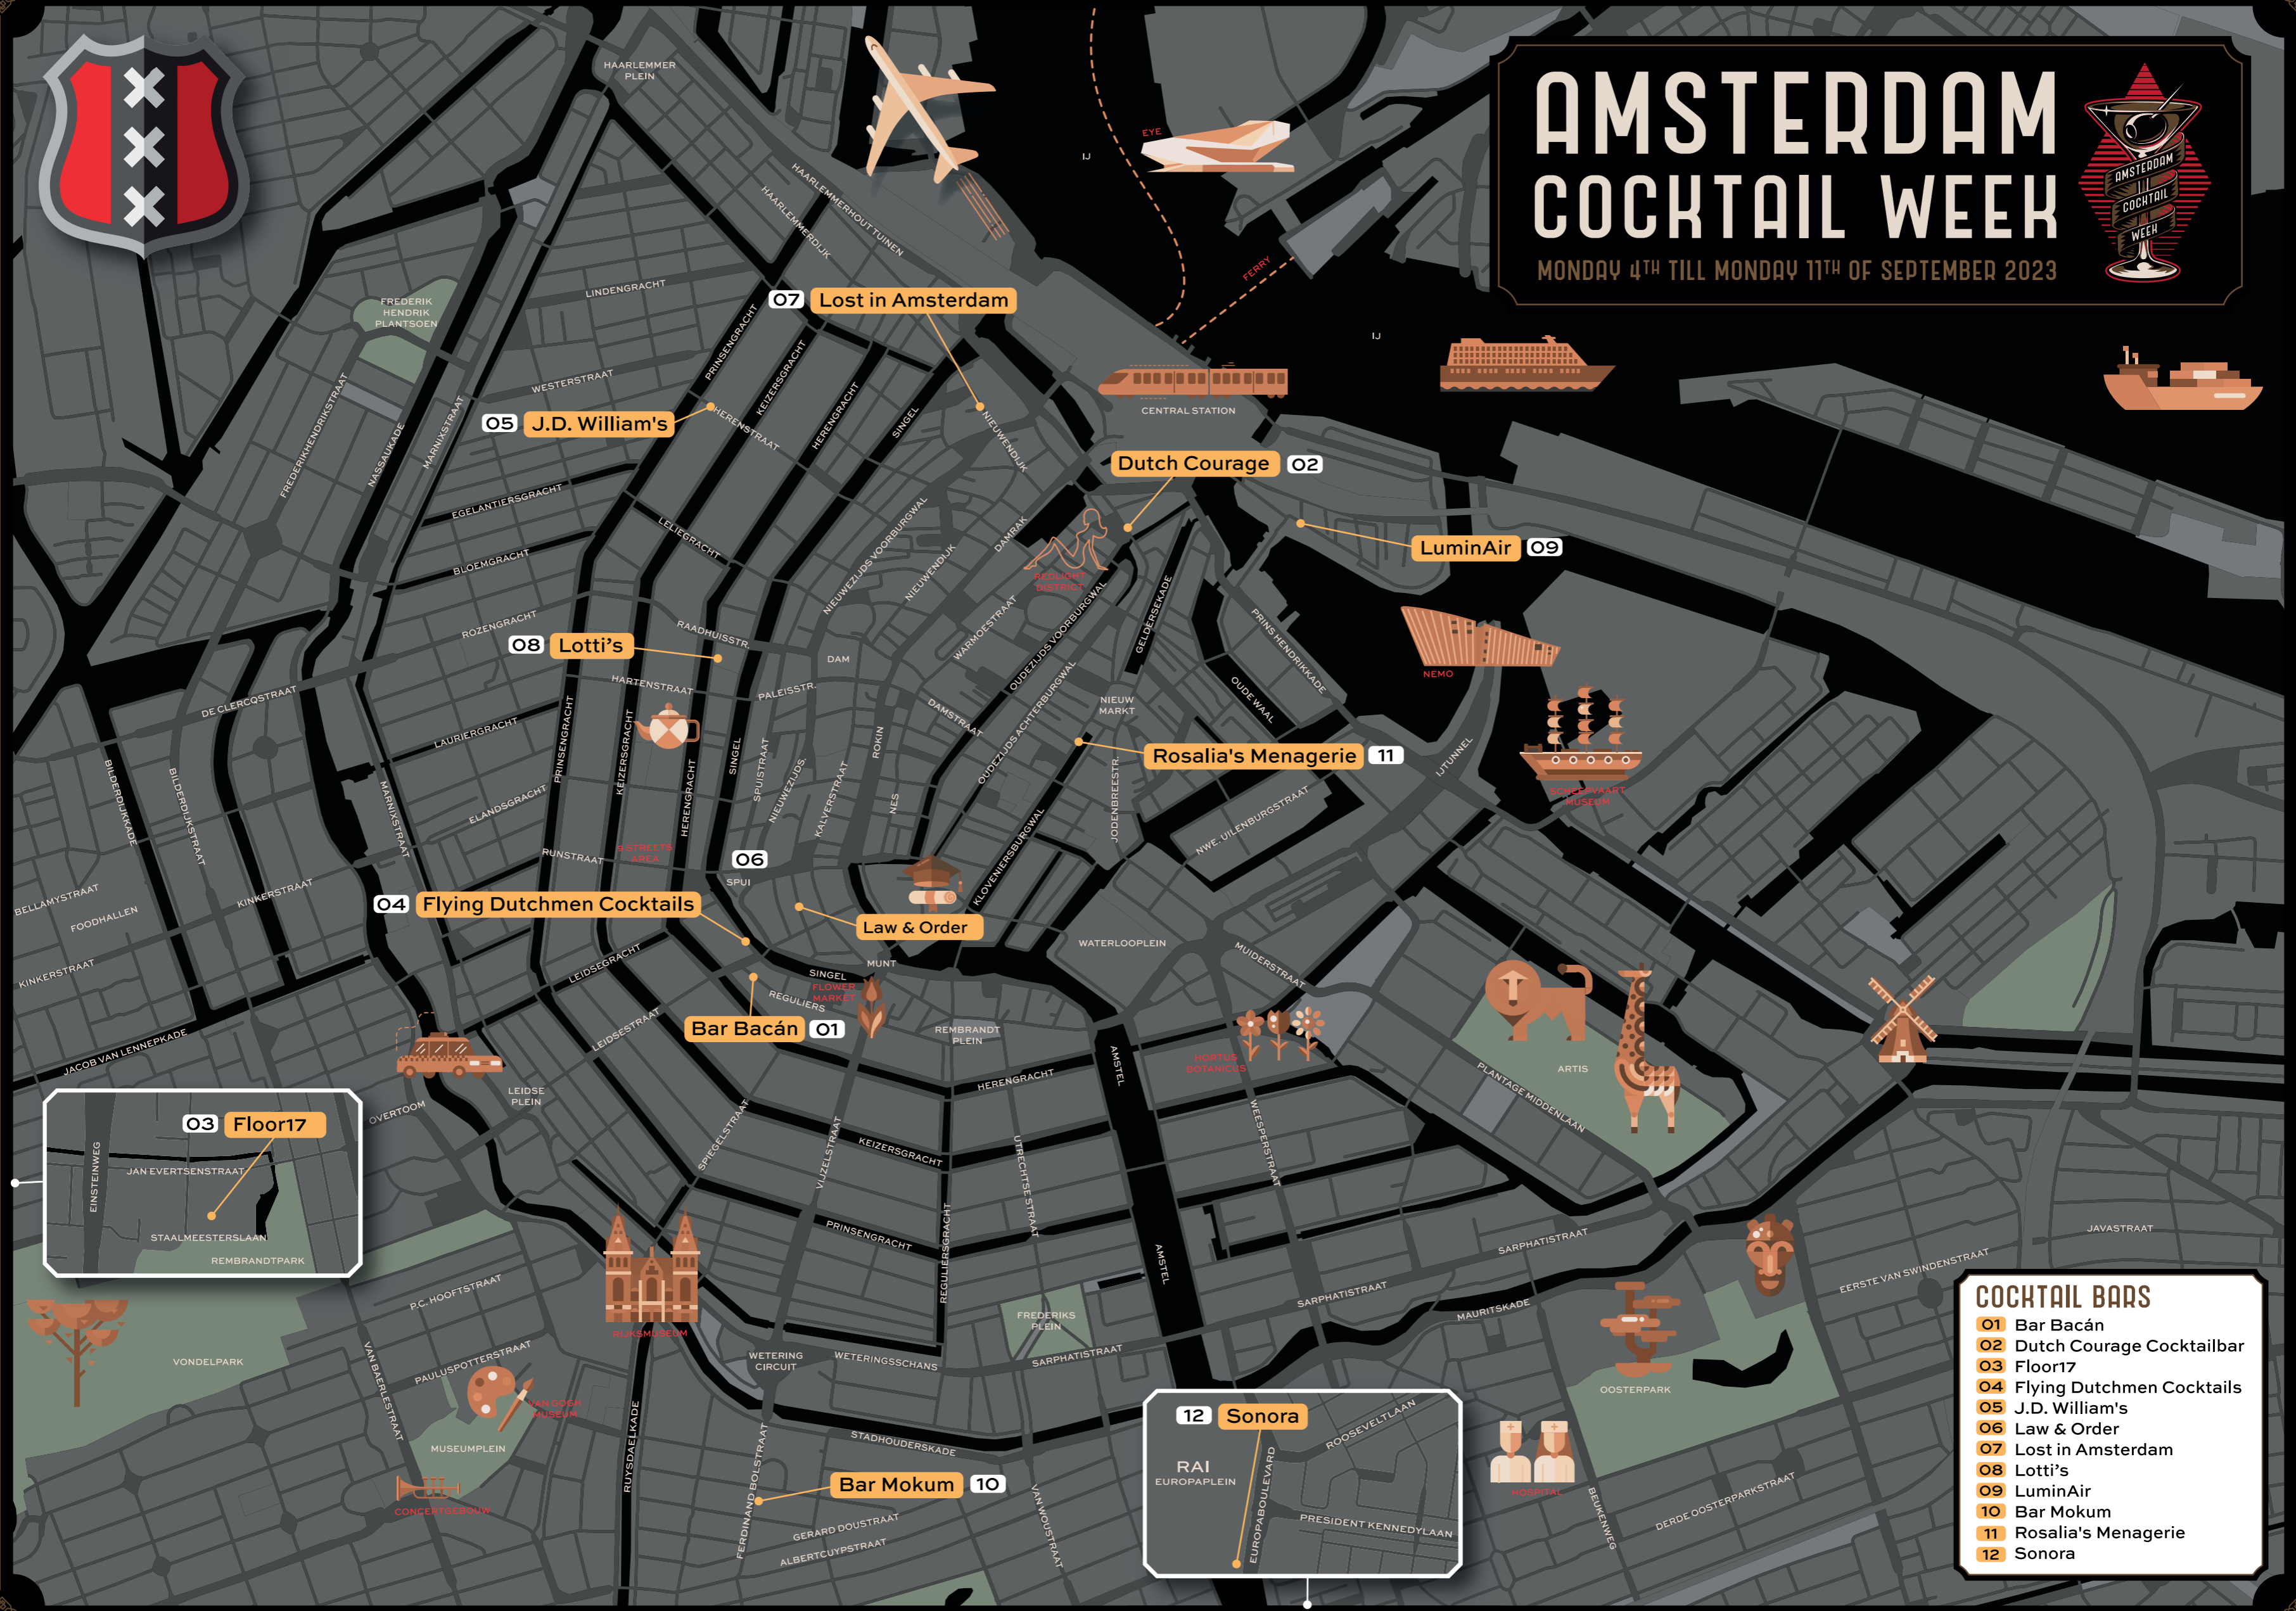 AMSTERDAM
COCKTAIL WEEK
MONDAY 4TH TILL MONDAY 11TH OF SEPTEMBER 2023
AMSTERDAM
COCKTAIL
WEEK
HAARLEMMER
PLEIN
HAARLEMMERHOUTTUINEN
HAARLEMMERDIJK
EYE
IJ
FERRY
IJ
FREDERIK
HENDRIK
PLANTSOEN
LINDENGRACHT
07 Lost in Amsterdam
PRINSENGRACHT
KEIZERSGRACHT
HERENGRACHT
SINGEL
WESTERSTRAAT
FREDERIKHENDRIKSTRAAT
NASSAUKADE
MARNIXSTRAAT
05 J.D. William's
HERENSTRAAT
NIEUWENDIJK
CENTRAL STATION
Dutch Courage 02
LuminAir 09
EGELANTIERSGRACHT
LELIEGRACHT
BLOEMGRACHT
NIEUWEZIJDS VOORBURGWAL
NIEUWENDIJK
DAMRAK
REDLIGHT
DISTRICT
WARMOESTRAAT
OUDEZIJDS VOORBURGWAL
GELDERSEKADE
PRINS HENDRIKKADE
ROZENGRACHT
RAADHUISSTR.
08 Lotti's
DAM
NEMO
HARTENSTRAAT
PALEISSTR.
DAMSTRAAT
OUDEZIJDS ACHTERBURGWAL
NIEUW
MARKT
OUDE WAAL
DE CLERCQSTRAAT
LAURIERGRACHT
PRINSENGRACHT
KEIZERSGRACHT
HERENGRACHT
SINGEL
SPUISTRAAT
NIEUWEZIJDS.
KALVERSTRAAT
ROKIN
NES
Rosalia's Menagerie 11
IJTUNNEL
JODENBREESTR.
NWE. UILENBURGSTRAAT
SCHEEPVAART
MUSEUM
BILDERDIJKKADE
BILDERDIJKSTRAAT
MARNIXSTRAAT
ELANDSGRACHT
RUNSTRAAT
9 STREETS
AREA
06
SPUI
KLOVENIERSBURGWAL
BELLAMYSTRAAT
FOODHALLEN
KINKERSTRAAT
04 Flying Dutchmen Cocktails
Law & Order
KINKERSTRAAT
LEIDSEGRACHT
MUNT
WATERLOOPLEIN
MUIDERSTRAAT
SINGEL
FLOWER
MARKET
REGULIERS
Bar Bacán 01
REMBRANDT
PLEIN
LEIDSESTRAAT
JACOB VAN LENNEPKADE
LEIDSE
PLEIN
OVERTOOM
HERENGRACHT
AMSTEL
HORTUS
BOTANICUS
ARTIS
PLANTAGE MIDDENLAAN
WEESPERSTRAAT
03 Floor17
EINSTEINWEG
JAN EVERTSENSTRAAT
STAALMEESTERSLAAN
REMBRANDTPARK
SPIEGELSTRAAT
VIJZELSTRAAT
KEIZERSGRACHT
UTRECHTSE STRAAT
PRINSENGRACHT
REGULIERSGRACHT
AMSTEL
SARPHATISTRAAT
JAVASTRAAT
EERSTE VAN SWINDENSTRAAT
SARPHATISTRAAT
MAURITSKADE
P.C. HOOFTSTRAAT
FREDERIKS
PLEIN
RIJKSMUSEUM
VONDELPARK
VAN BAERLESTRAAT
PAULUSPOTTERSTRAAT
WETERING
CIRCUIT
WETERINGSSCHANS
SARPHATISTRAAT
VAN GOGH
MUSEUM
MUSEUMPLEIN
CONCERTGEBOUW
RUYSDAELKADE
FERDINAND BOLSTRAAT
STADHOUDERSKADE
Bar Mokum 10
GERARD DOUSTRAAT
ALBERTCUYPSTRAAT
VAN WOUSTRAAT
12 Sonora
RAI
EUROPAPLEIN
EUROPABOULEVARD
ROOSEVELTLAAN
PRESIDENT KENNEDYLAAN
OOSTERPARK
HOSPITAL
BEUKENWEG
DERDE OOSTERPARKSTRAAT
COCKTAIL BARS
01 Bar Bacán
02 Dutch Courage Cocktailbar
03 Floor17
04 Flying Dutchmen Cocktails
05 J.D. William's
06 Law & Order
07 Lost in Amsterdam
08 Lotti's
09 LuminAir
10 Bar Mokum
11 Rosalia's Menagerie
12 Sonora